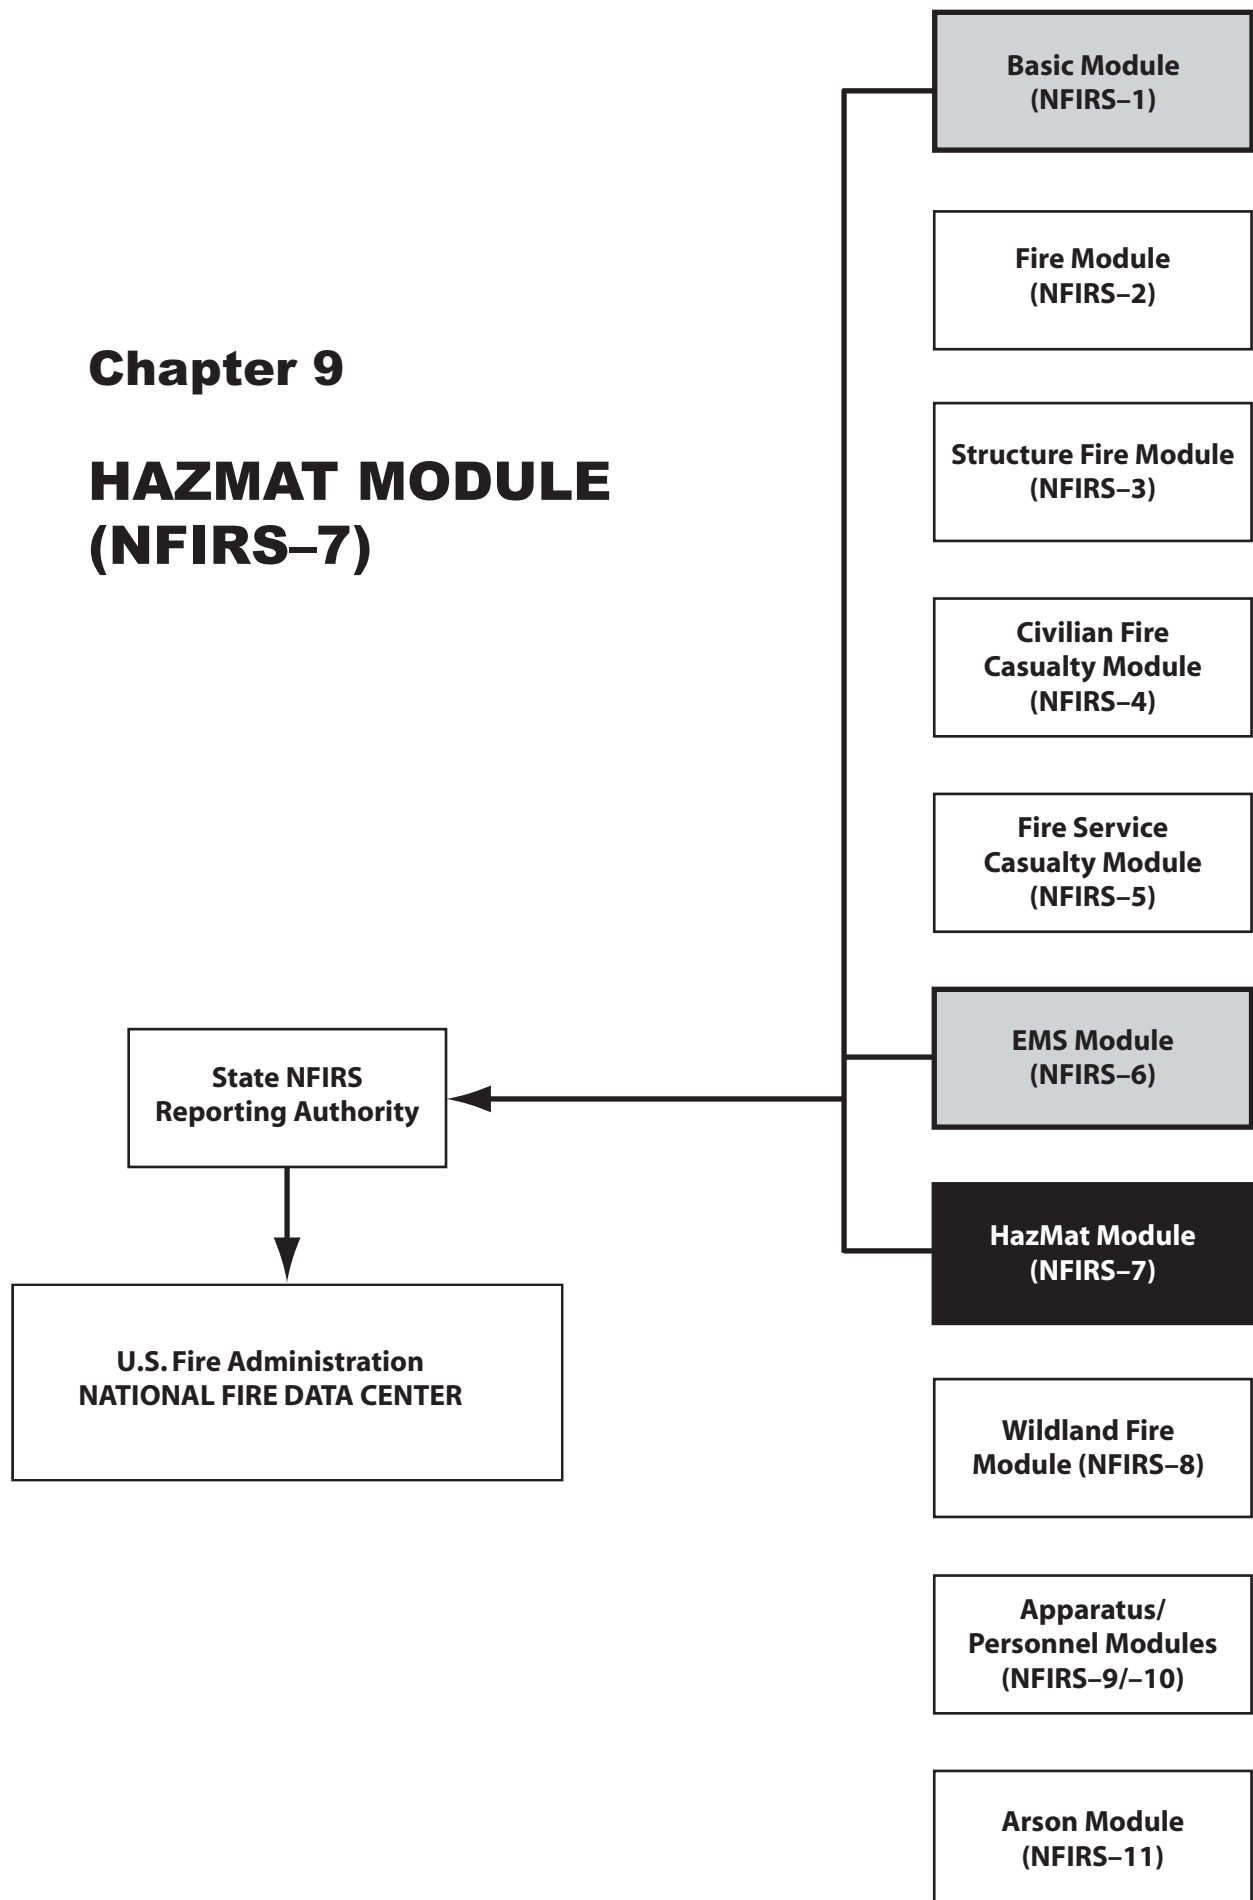 Chapter 9
HAZMAT MODULE
(NFIRS–7)
Basic Module
(NFIRS–1)
Fire Module
(NFIRS–2)
Structure Fire Module
(NFIRS–3)
Civilian Fire
Casualty Module
(NFIRS–4)
Fire Service
Casualty Module
(NFIRS–5)
EMS Module
(NFIRS–6)
HazMat Module
(NFIRS–7)
Wildland Fire
Module (NFIRS–8)
Apparatus/
Personnel Modules
(NFIRS–9/–10)
Arson Module
(NFIRS–11)
State NFIRS
Reporting Authority
U.S. Fire Administration
NATIONAL FIRE DATA CENTER